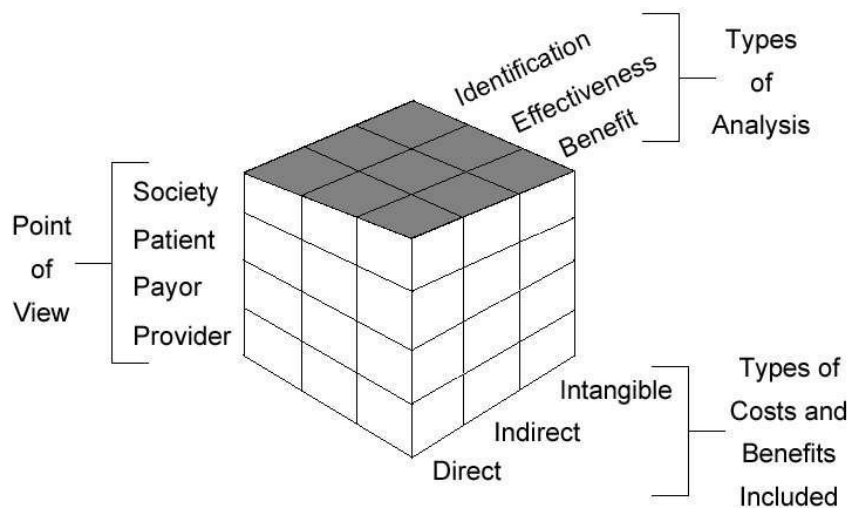 Identification
Effectiveness
Benefit
Types
of
Analysis
Point
of
View
Society
Patient
Payor
Provider
Intangible
Indirect
Direct
Types of
Costs and
Benefits
Included